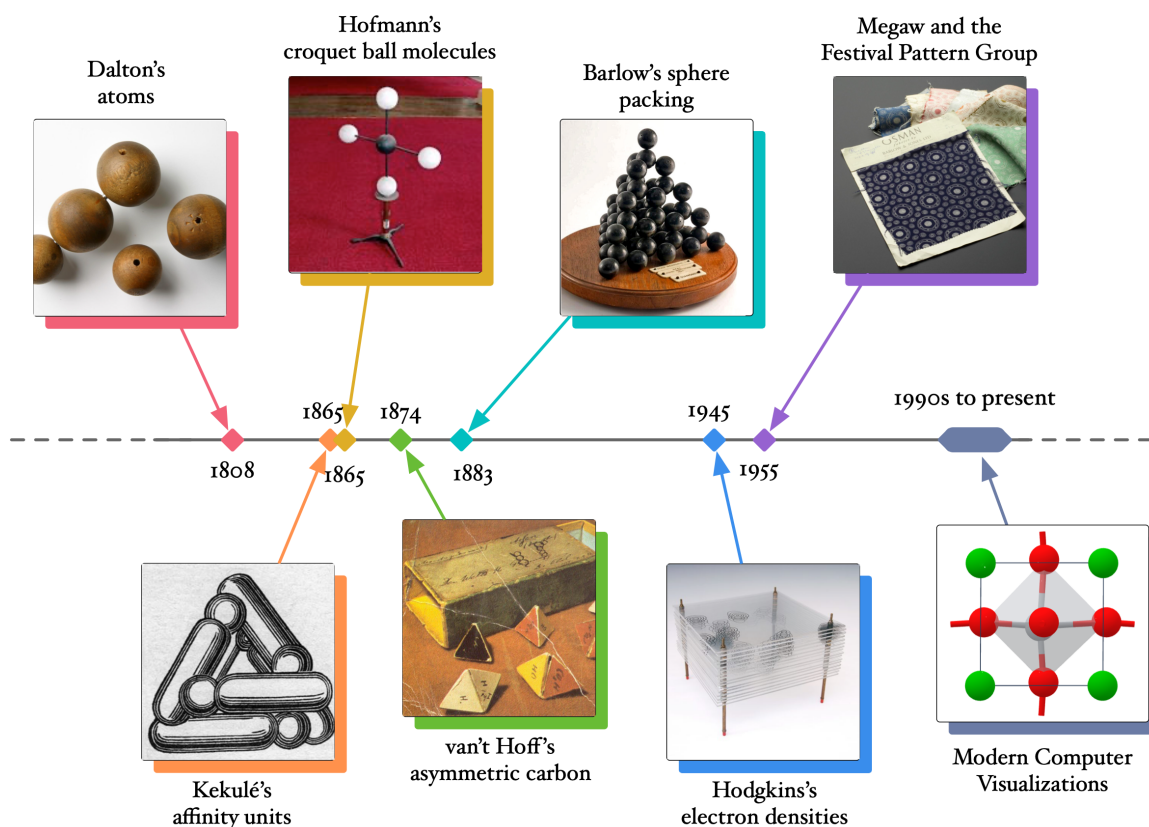 Hofmann's
croquet ball molecules
Megaw and the
Festival Pattern Group
Dalton's
atoms
Barlow's sphere
packing
OSMAN
1865
1874
1945
1990s to present
1808
1865
1883
1955
van't Hoff's
asymmetric carbon
Modern Computer
Visualizations
Kekulé's
affinity units
Hodgkins's
electron densities